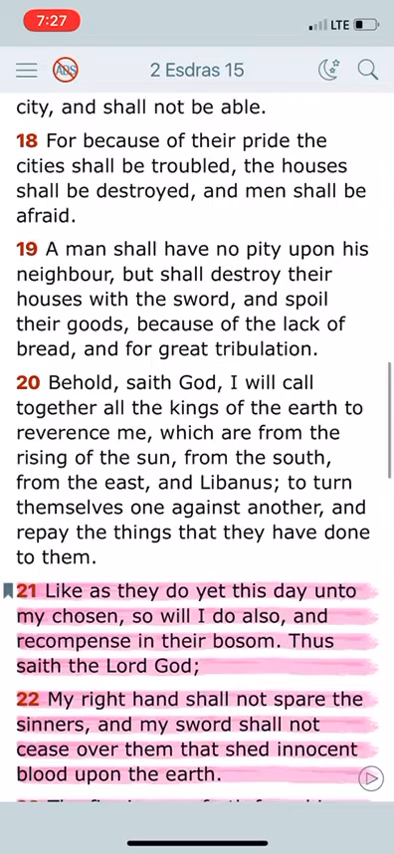 7:27
LTE
ADS
2 Esdras 15
city, and shall not be able.
18 For because of their pride the
cities shall be troubled, the houses
shall be destroyed, and men shall be
afraid.
19 A man shall have no pity upon his
neighbour, but shall destroy their
houses with the sword, and spoil
their goods, because of the lack of
bread, and for great tribulation.
20 Behold, saith God, I will call
together all the kings of the earth to
reverence me, which are from the
rising of the sun, from the south,
from the east, and Libanus; to turn
themselves one against another, and
repay the things that they have done
to them.
21 Like as they do yet this day unto
my chosen, so will I do also, and
recompense in their bosom. Thus
saith the Lord God;
22 My right hand shall not spare the
sinners, and my sword shall not
cease over them that shed innocent
blood upon the earth.